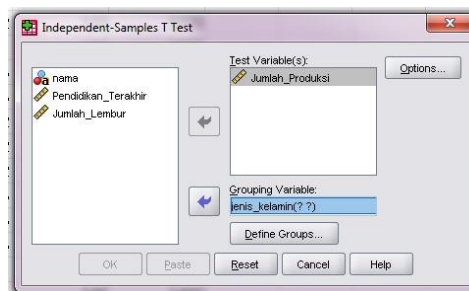 Independent-Samples T Test
nama
Pendidikan_Terakhir
Jumlah_Lembur
Test Variable(s):
Jumlah_Produksi
Options...
Grouping Variable:
jenis_kelamin(? ?)
Define Groups...
OK
Paste
Reset
Cancel
Help